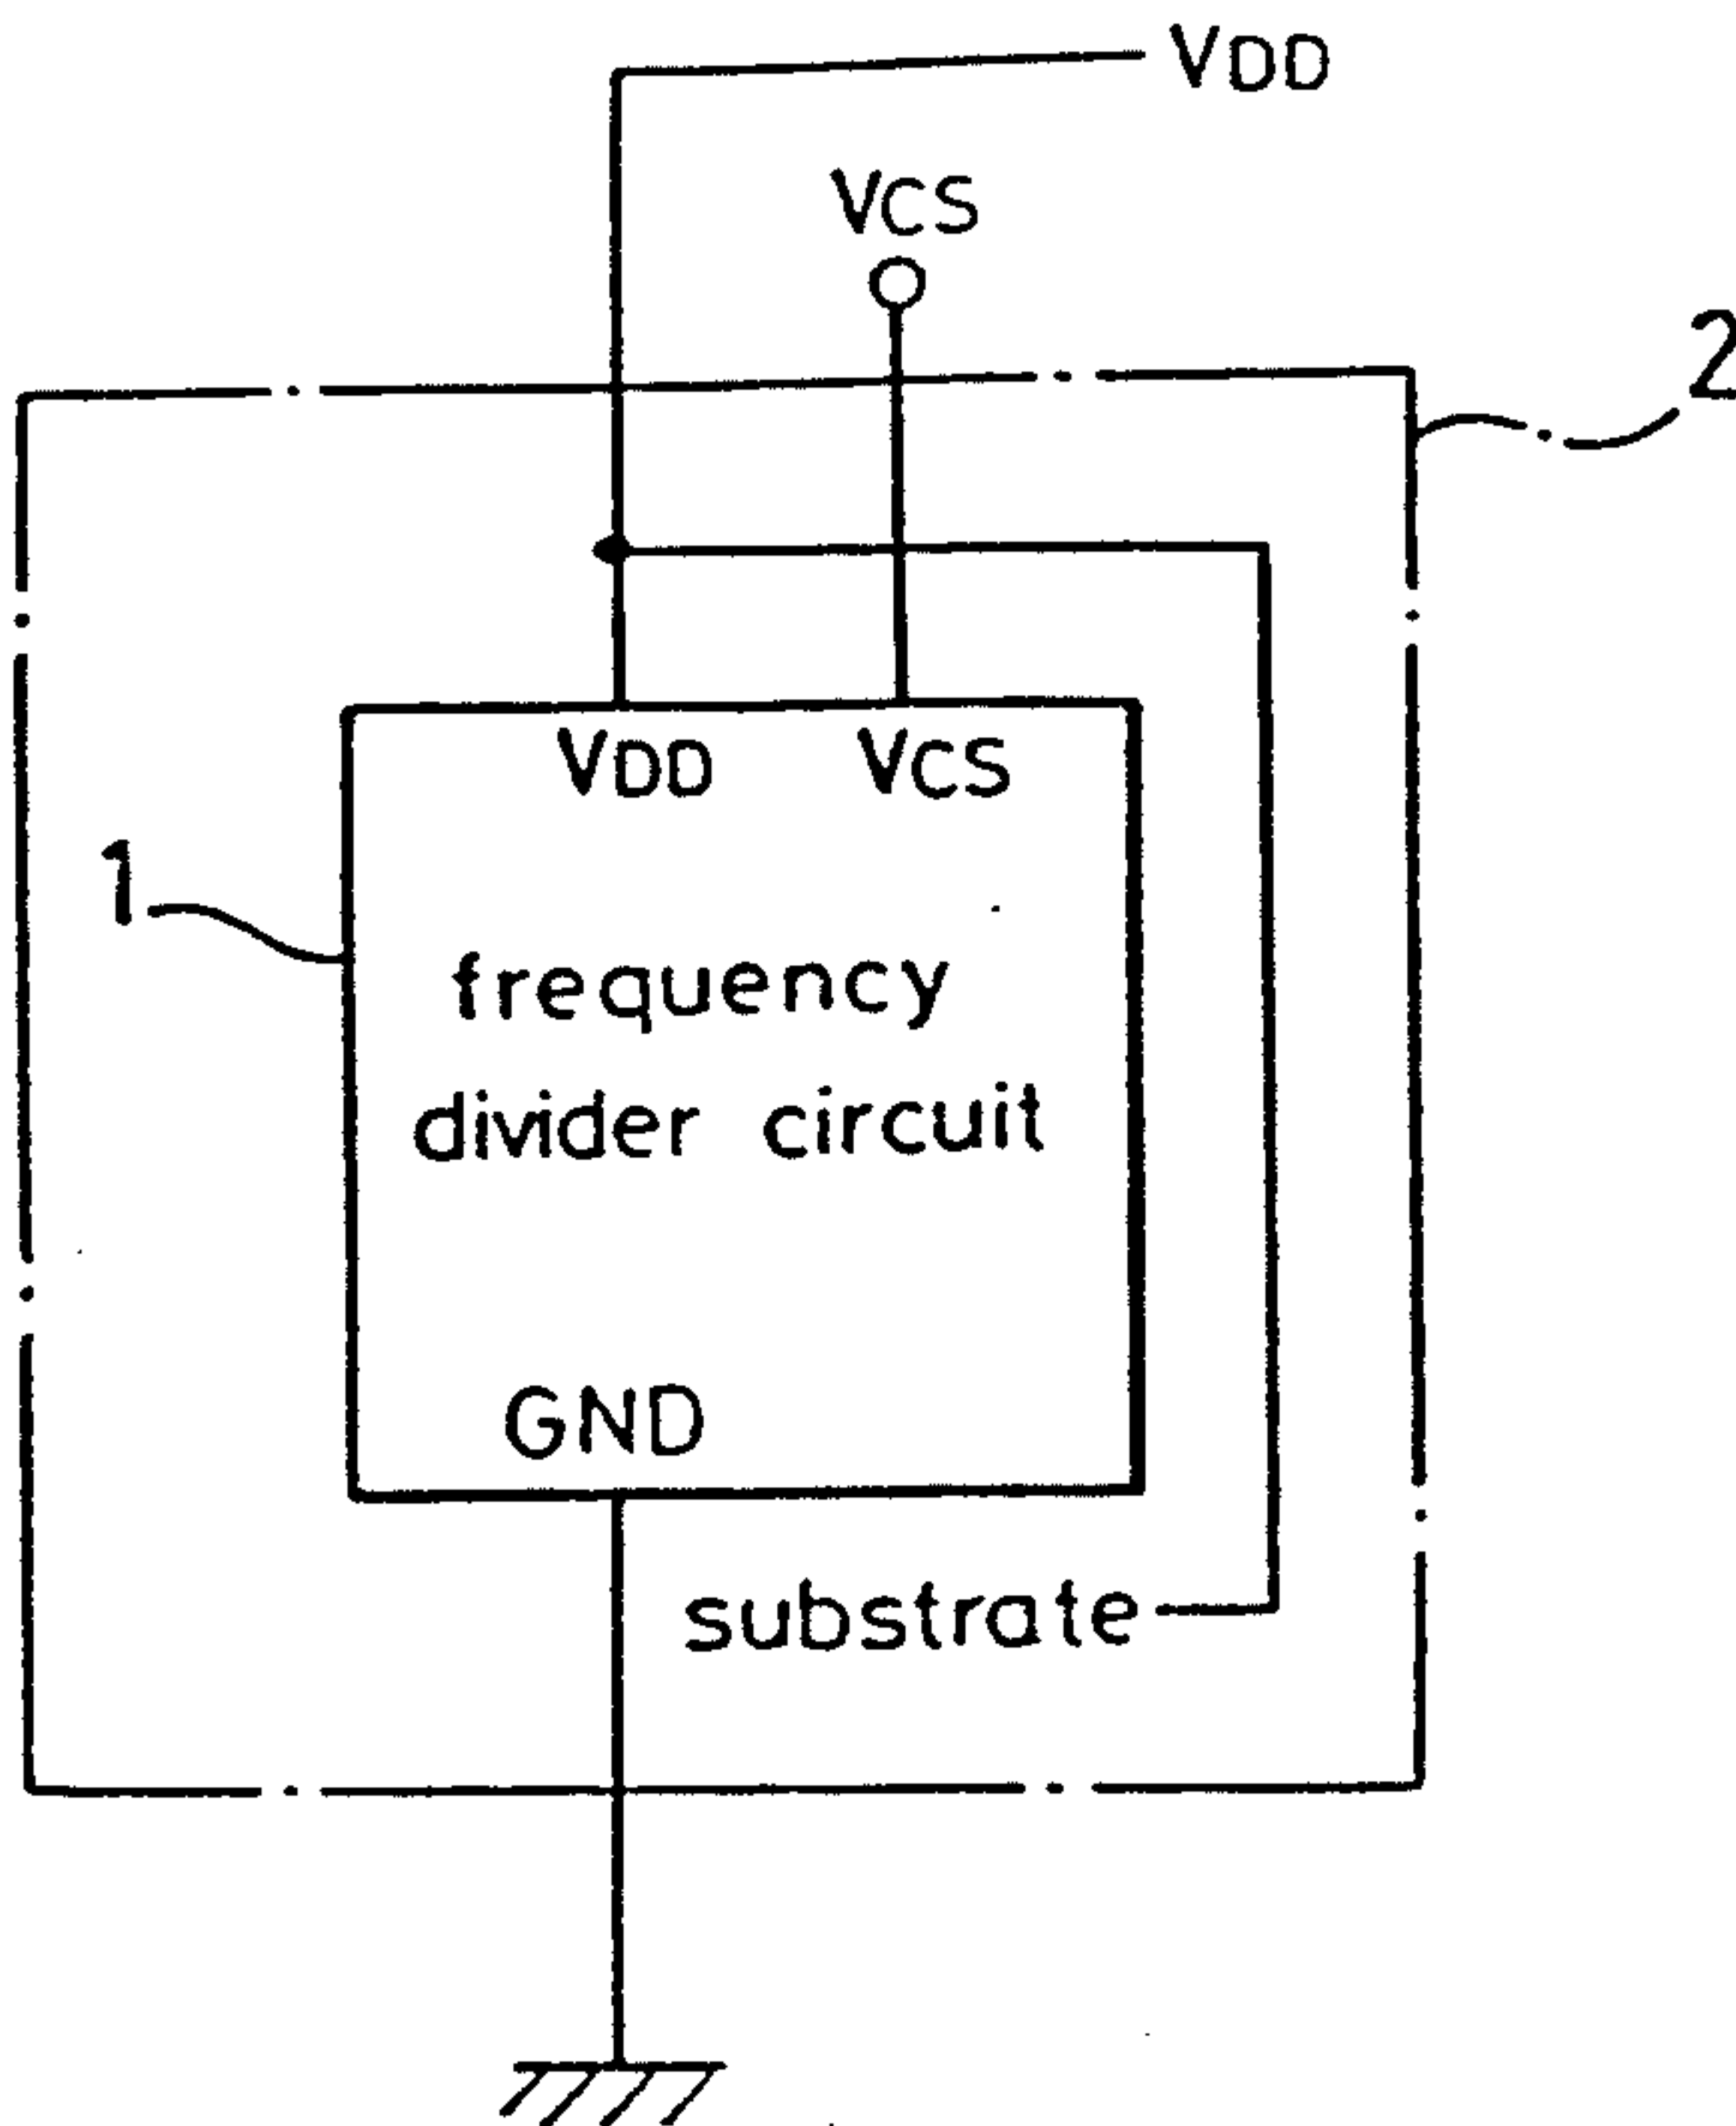 VDD
VCS
2
VDD VCS
1
frequency
divider circuit
GND
substrate